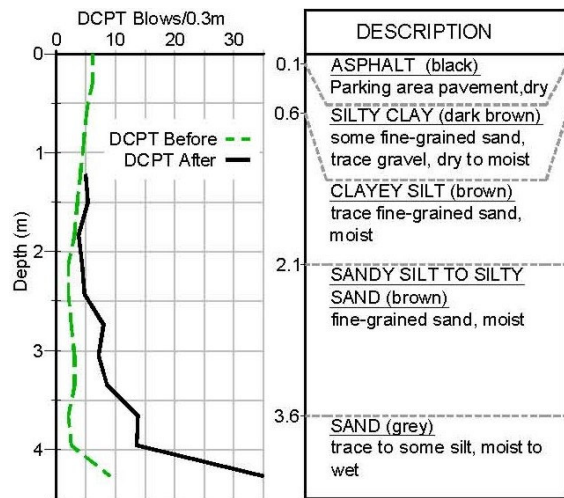 DCPT Blows/0.3m
0 10 20 30
0
1
2
3
4
Depth (m)
DCPT Before
DCPT After
DESCRIPTION
0.1
ASPHALT (black)
Parking area pavement,dry
0.6
SILTY CLAY (dark brown)
some fine-grained sand,
trace gravel, dry to moist
CLAYEY SILT (brown)
trace fine-grained sand,
moist
2.1
SANDY SILT TO SILTY
SAND (brown)
fine-grained sand, moist
3.6
SAND (grey)
trace to some silt, moist to
wet